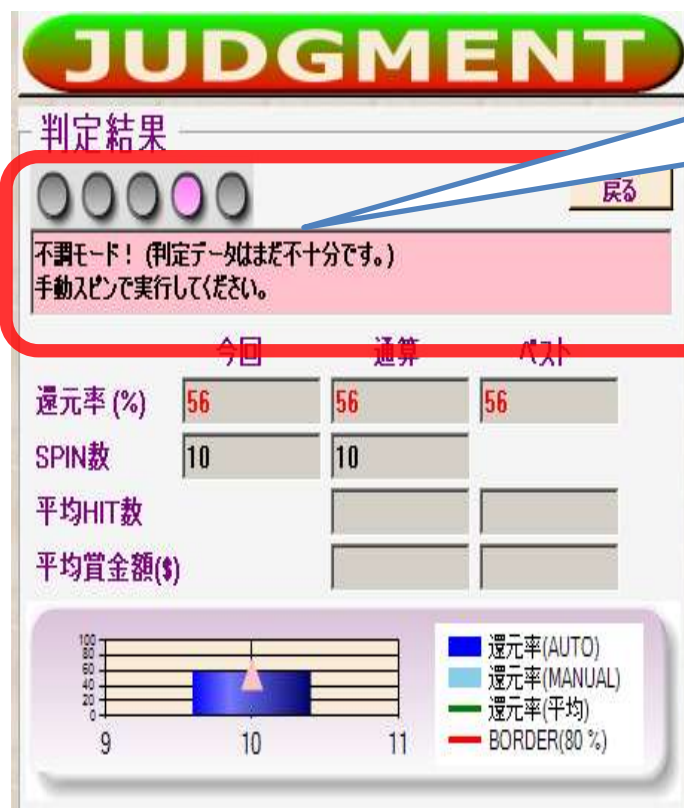 JUDGMENT
判定結果
戻る
不調モード! (判定データはまだ不十分です。)
手動スピンで実行してください。
今回 通算 ベスト
還元率 (%) 56 56 56
SPIN数 10 10
平均HIT数
平均賞金額($)
100
80
60
40
20
0
9 10 11
還元率(AUTO)
還元率(MANUAL)
還元率(平均)
BORDER(80 %)